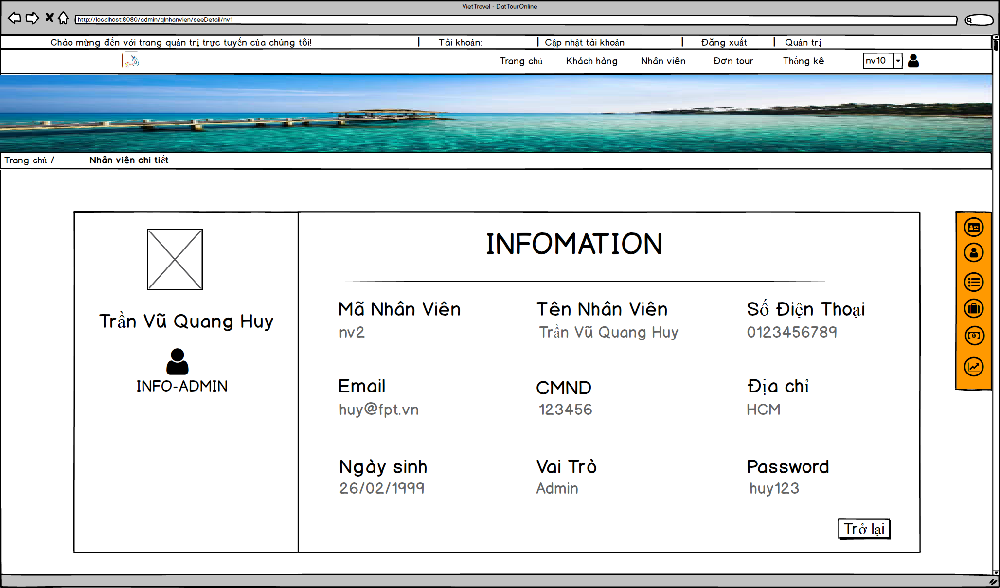 VietTravel - DatTourOnline
http://localhost:8080/admin/qlnhanvien/seeDetail/nv1
Chào mừng đến với trang quản trị trực tuyến của chúng tôi! | Tài khoản: | Cập nhật tài khoản | Đăng xuất | Quản trị
Trang chủ Khách hàng Nhân viên Đơn tour Thống kê nv10
Trang chủ / Nhân viên chi tiết
Trần Vũ Quang Huy
INFO-ADMIN
INFOMATION
Mã Nhân Viên Tên Nhân Viên Số Điện Thoại
nv2 Trần Vũ Quang Huy 0123456789
Email CMND Địa chỉ
huy@fpt.vn 123456 HCM
Ngày sinh Vai Trò Password
26/02/1999 Admin huy123
Trở lại